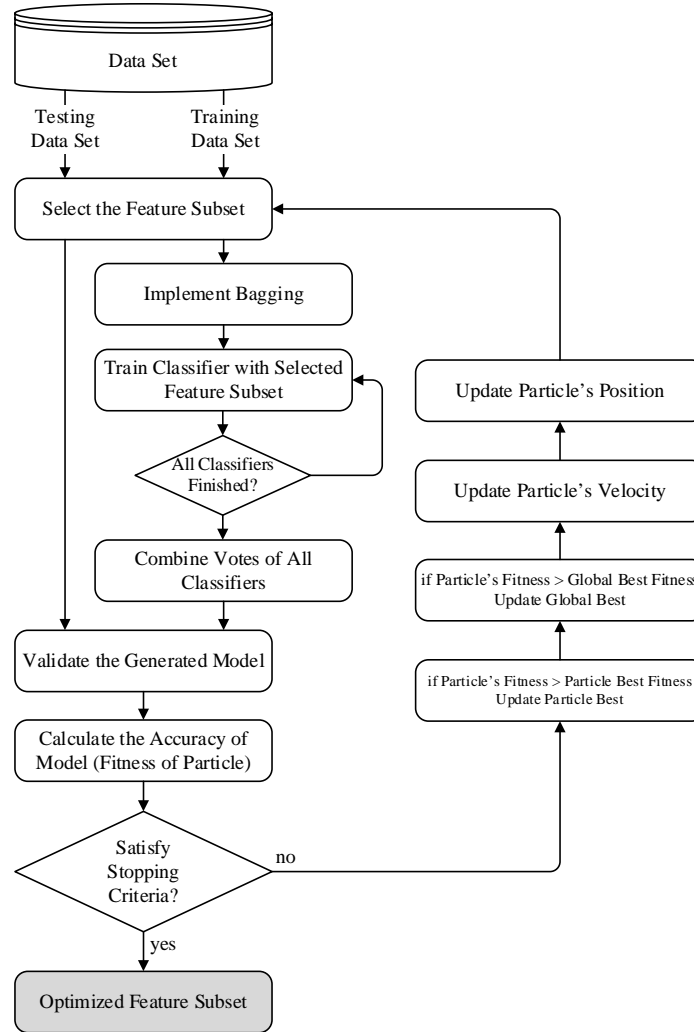 Data Set
Testing
Data Set
Training
Data Set
Select the Feature Subset
Implement Bagging
Train Classifier with Selected
Feature Subset
All Classifiers
Finished?
Combine Votes of All
Classifiers
Validate the Generated Model
Calculate the Accuracy of
Model (Fitness of Particle)
Satisfy
Stopping
Criteria?
no
yes
Optimized Feature Subset
Update Particle's Position
Update Particle's Velocity
if Particle's Fitness > Global Best Fitness
Update Global Best
if Particle's Fitness > Particle Best Fitness
Update Particle Best